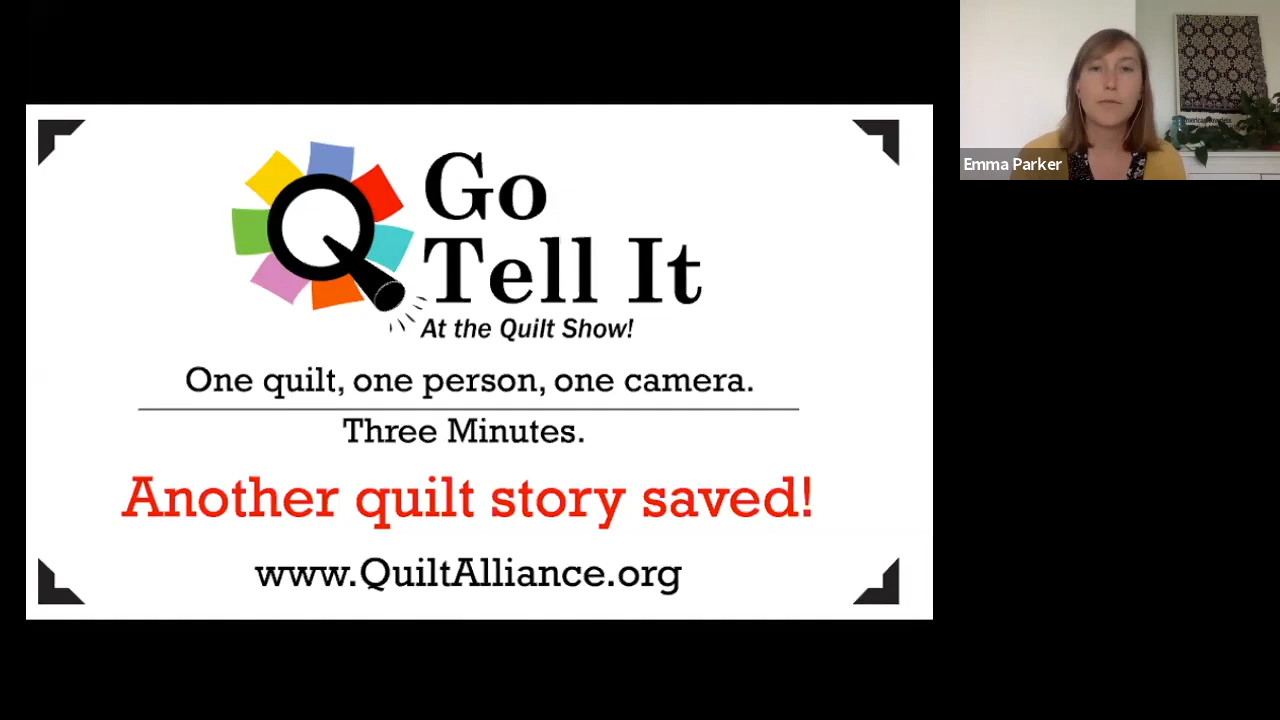 Go
Tell It
At the Quilt Show!
One quilt, one person, one camera.
Three Minutes.
Another quilt story saved!
www.QuiltAlliance.org
Emma Parker